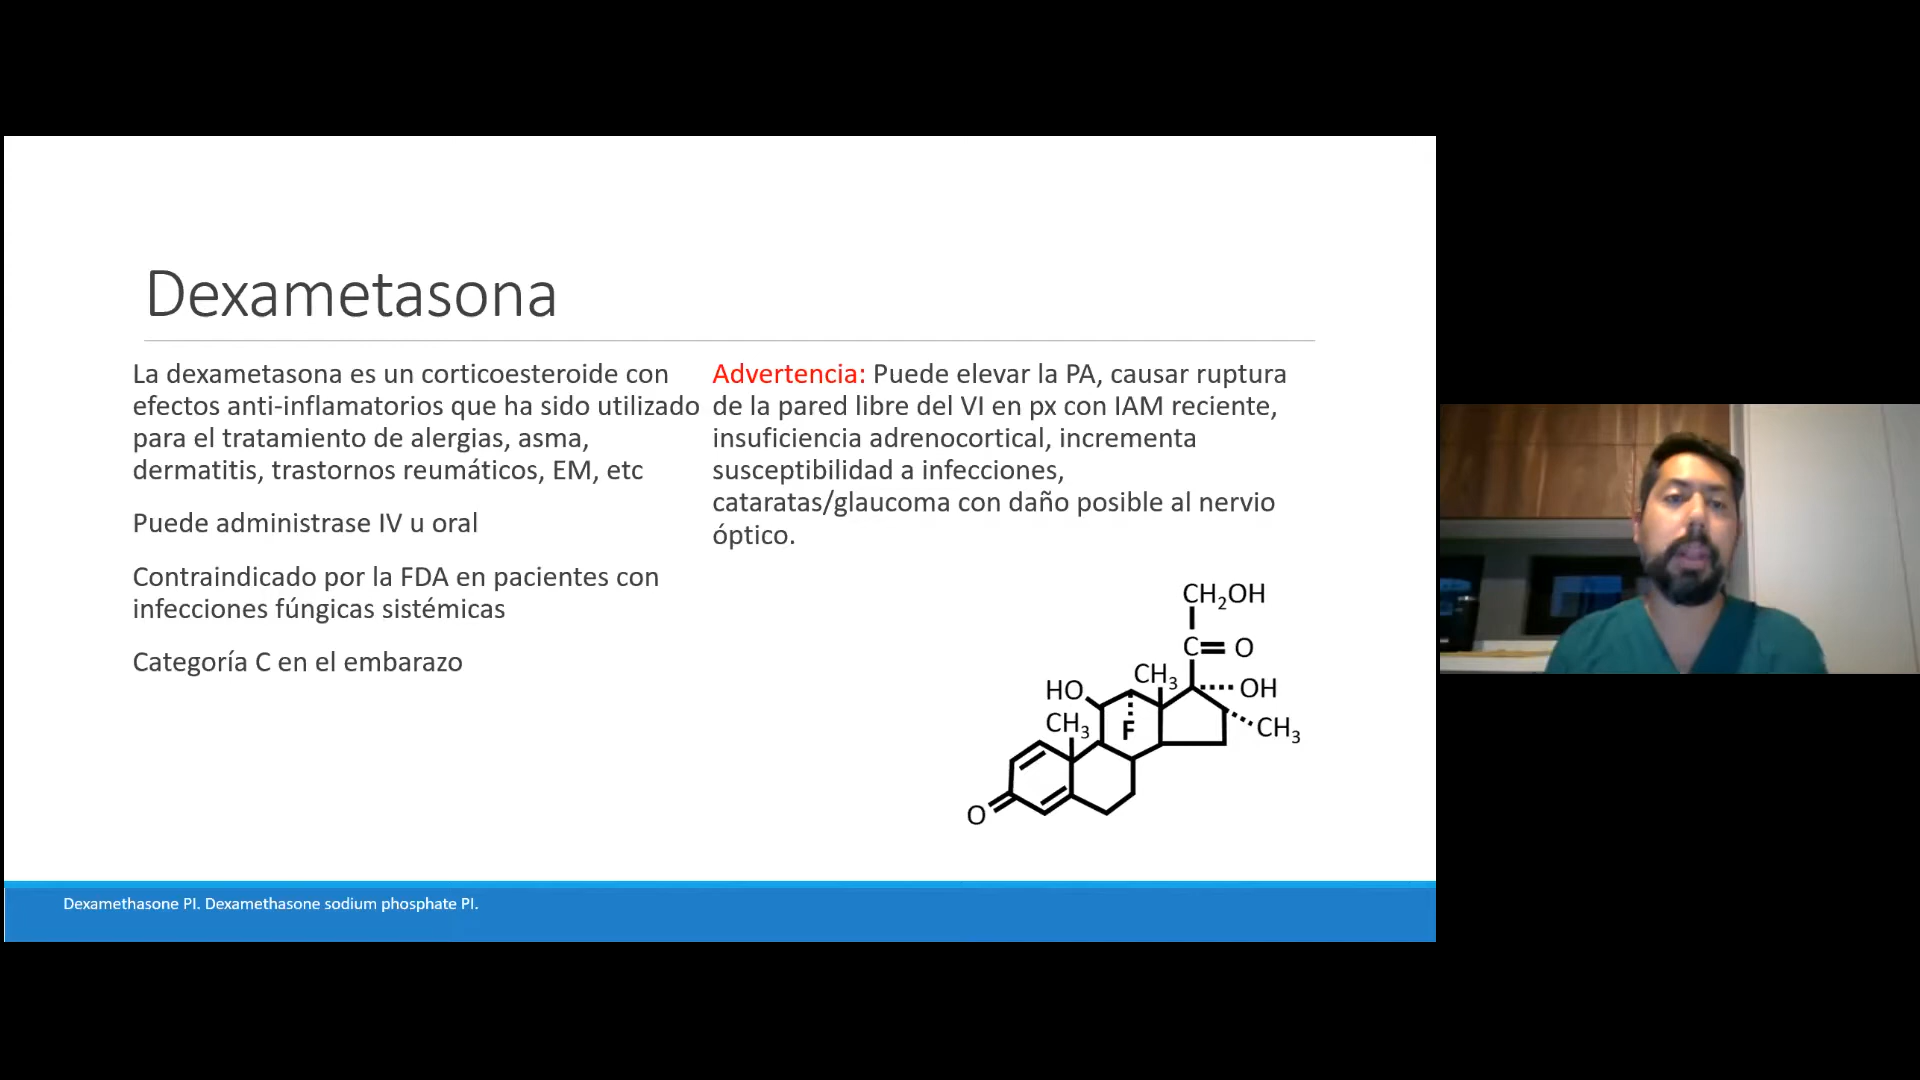 Dexametasona
La dexametasona es un corticoesteroide con
efectos anti-inflamatorios que ha sido utilizado
para el tratamiento de alergias, asma,
dermatitis, trastornos reumáticos, EM, etc
Puede administrase IV u oral
Contraindicado por la FDA en pacientes con
infecciones fúngicas sistémicas
Categoría C en el embarazo
Advertencia: Puede elevar la PA, causar ruptura
de la pared libre del VI en px con IAM reciente,
insuficiencia adrenocortical, incrementa
susceptibilidad a infecciones,
cataratas/glaucoma con daño posible al nervio
óptico.
CH2OH
C O
CH3
HO OH
CH3 F CH3
O
Dexamethasone PI. Dexamethasone sodium phosphate PI.